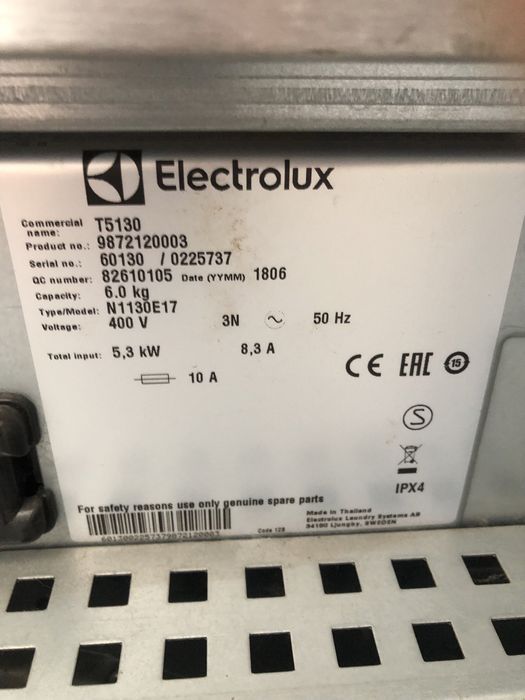 Electrolux
Commercial name: T5130
Product no.: 9872120003
Serial no.: 60130 / 0225737
QC number: 82610105 Date (YYMM) 1806
Capacity: 6.0 kg
Type/Model: N1130E17
Voltage: 400 V 3N ~ 50 Hz
Total input: 5,3 kW 8,3 A
10 A
CE EAC 15
S
IPX4
For safety reasons use only genuine spare parts
Made in Thailand
Electrolux Laundry Systems AB
34180 Ljungby, SWEDEN
Code 128
6013002257379872120003